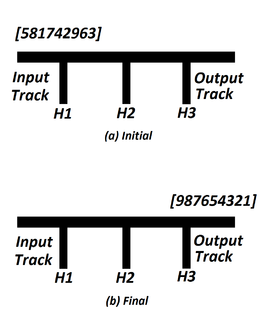 [581742963]
Input Output
Track Track
H1 H2 H3
(a) Initial
[987654321]
Input Output
Track Track
H1 H2 H3
(b) Final